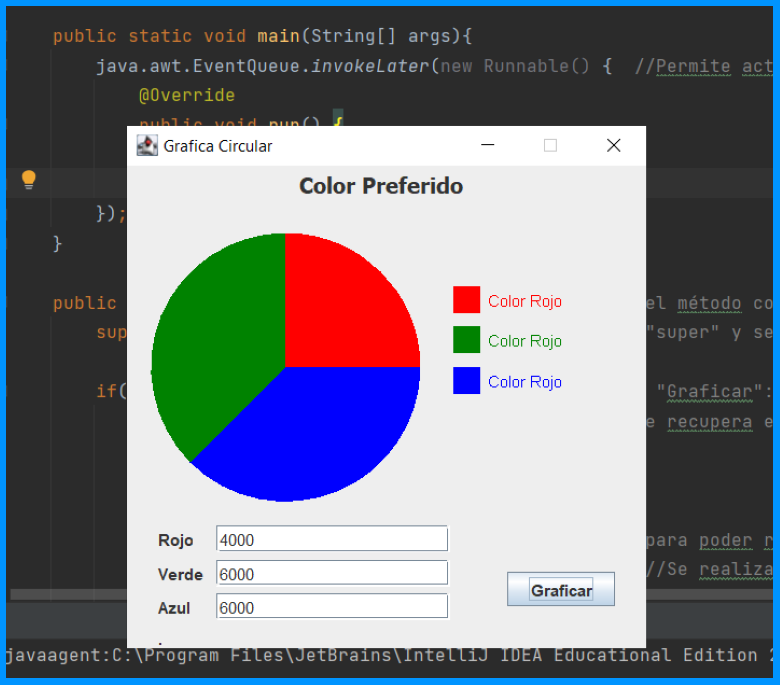 public static void main(String[] args){
java.awt.EventQueue.invokeLater(new Runnable() { //Permite act
@Override
public void run() {
Grafica Circular
Color Preferido
});
}
public
el método co
sup
"super" y se
if(
"Graficar":
e recupera e
Color Rojo
Color Rojo
Color Rojo
Rojo 4000
Verde 6000
Azul 6000
Graficar
para poder r
//Se realiza
javaagent:C:\Program Files\JetBrains\IntelliJ IDEA Educational Edition 2